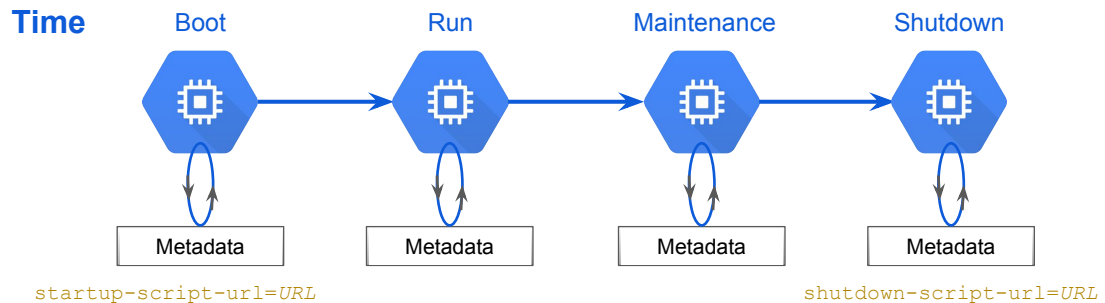 Time
Boot
Run
Maintenance
Shutdown
Metadata
Metadata
Metadata
Metadata
startup-script-url=URL
shutdown-script-url=URL